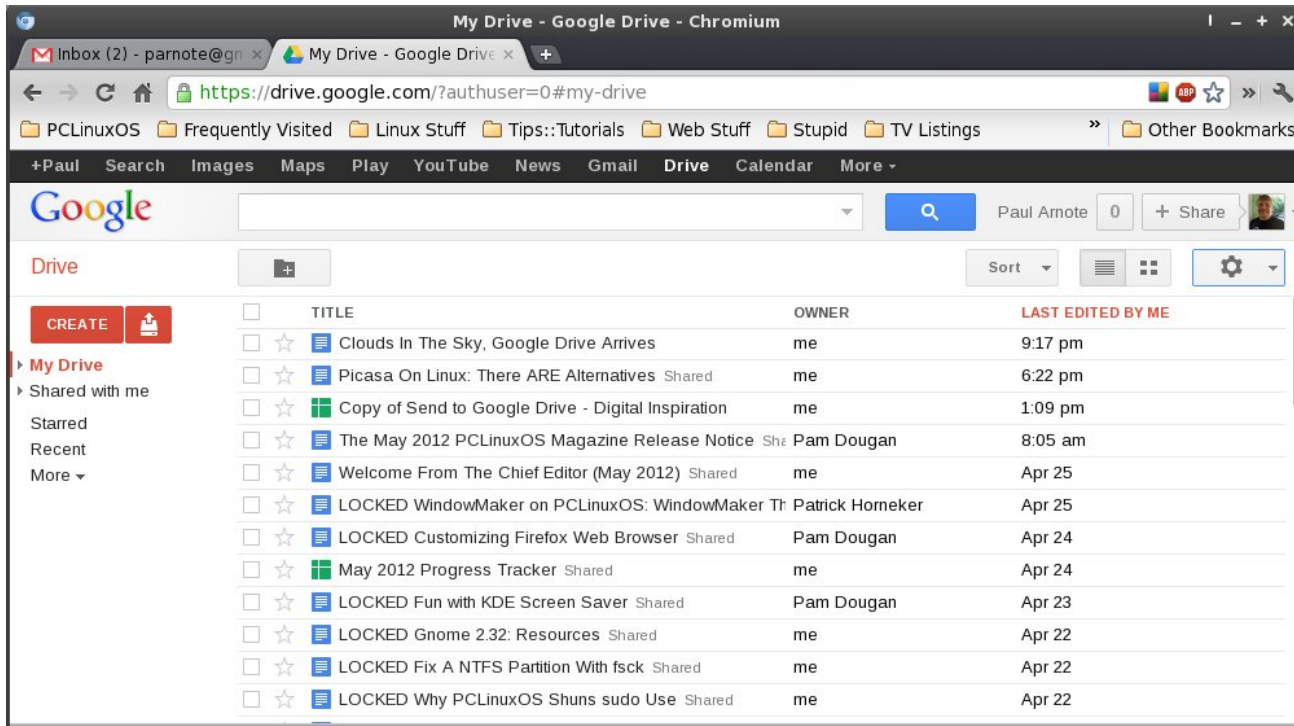 My Drive - Google Drive - Chromium
Inbox (2) - parnote@gn
My Drive - Google Drive
https://drive.google.com/?authuser=0#my-drive
ABP
PCLinuxOS Frequently Visited Linux Stuff Tips::Tutorials Web Stuff Stupid TV Listings » Other Bookmarks
+Paul Search Images Maps Play YouTube News Gmail Drive Calendar More
Google Paul Arnote 0 + Share
Drive Sort
CREATE
My Drive
Shared with me
Starred
Recent
More
TITLE OWNER LAST EDITED BY ME
Clouds In The Sky, Google Drive Arrives me 9:17 pm
Picasa On Linux: There ARE Alternatives Shared me 6:22 pm
Copy of Send to Google Drive - Digital Inspiration me 1:09 pm
The May 2012 PCLinuxOS Magazine Release Notice Sha Pam Dougan 8:05 am
Welcome From The Chief Editor (May 2012) Shared me Apr 25
LOCKED WindowMaker on PCLinuxOS: WindowMaker Th Patrick Horneker Apr 25
LOCKED Customizing Firefox Web Browser Shared Pam Dougan Apr 24
May 2012 Progress Tracker Shared me Apr 24
LOCKED Fun with KDE Screen Saver Shared Pam Dougan Apr 23
LOCKED Gnome 2.32: Resources Shared me Apr 22
LOCKED Fix A NTFS Partition With fsck Shared me Apr 22
LOCKED Why PCLinuxOS Shuns sudo Use Shared me Apr 22